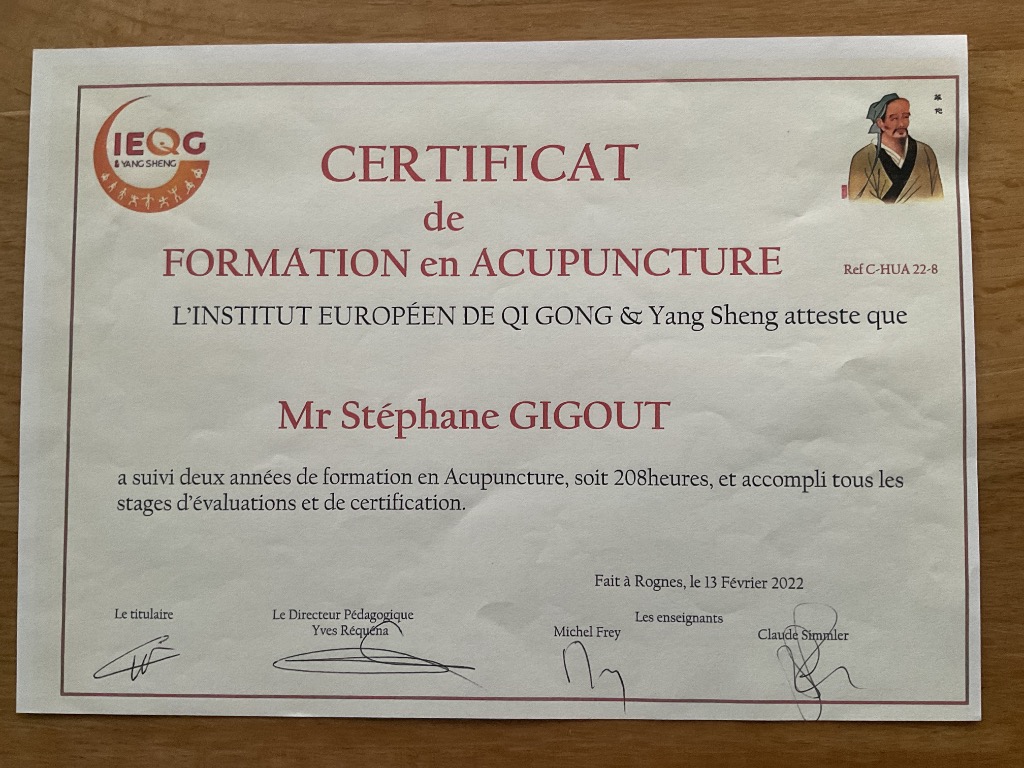 IEQG
& YANG SHENG
華
佗
CERTIFICAT
de
FORMATION en ACUPUNCTURE
Ref C-HUA 22-8
L'INSTITUT EUROPÉEN DE QI GONG & Yang Sheng atteste que
Mr Stéphane GIGOUT
a suivi deux années de formation en Acupuncture, soit 208heures, et accompli tous les
stages d'évaluations et de certification.
Fait à Rognes, le 13 Février 2022
Le titulaire
Le Directeur Pédagogique
Yves Réquéna
Les enseignants
Michel Frey
Claude Simmler